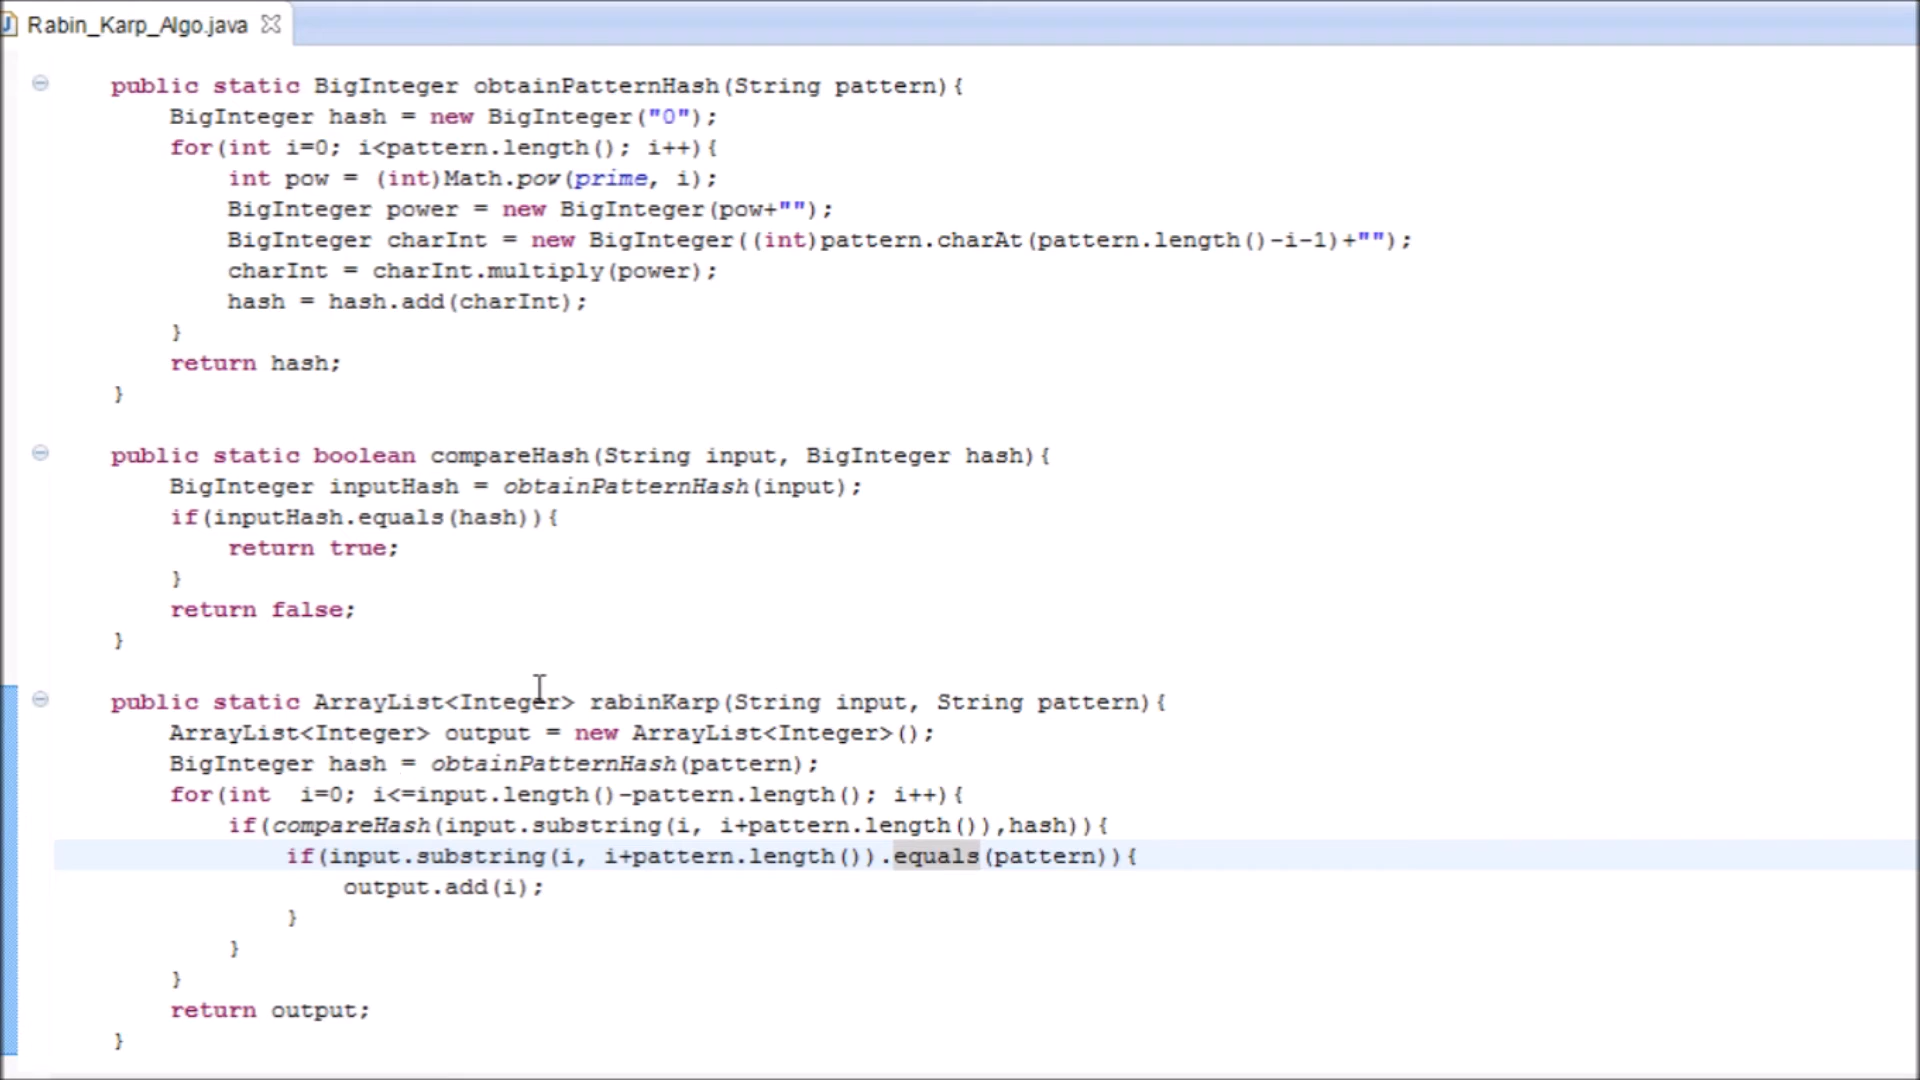 Rabin_Karp_Algo.java
public static BigInteger obtainPatternHash(String pattern){
BigInteger hash = new BigInteger("0");
for(int i=0; i<pattern.length(); i++){
int pow = (int)Math.pow(prime, i);
BigInteger power = new BigInteger(pow+"");
BigInteger charInt = new BigInteger((int)pattern.charAt(pattern.length()-i-1)+"");
charInt = charInt.multiply(power);
hash = hash.add(charInt);
}
return hash;
}
public static boolean compareHash(String input, BigInteger hash){
BigInteger inputHash = obtainPatternHash(input);
if(inputHash.equals(hash)){
return true;
}
return false;
}
public static ArrayList<Integer> rabinKarp(String input, String pattern){
ArrayList<Integer> output = new ArrayList<Integer>();
BigInteger hash = obtainPatternHash(pattern);
for(int  i=0; i<=input.length()-pattern.length(); i++){
if(compareHash(input.substring(i, i+pattern.length()),hash)){
if(input.substring(i, i+pattern.length()).equals(pattern)){
output.add(i);
}
}
}
return output;
}